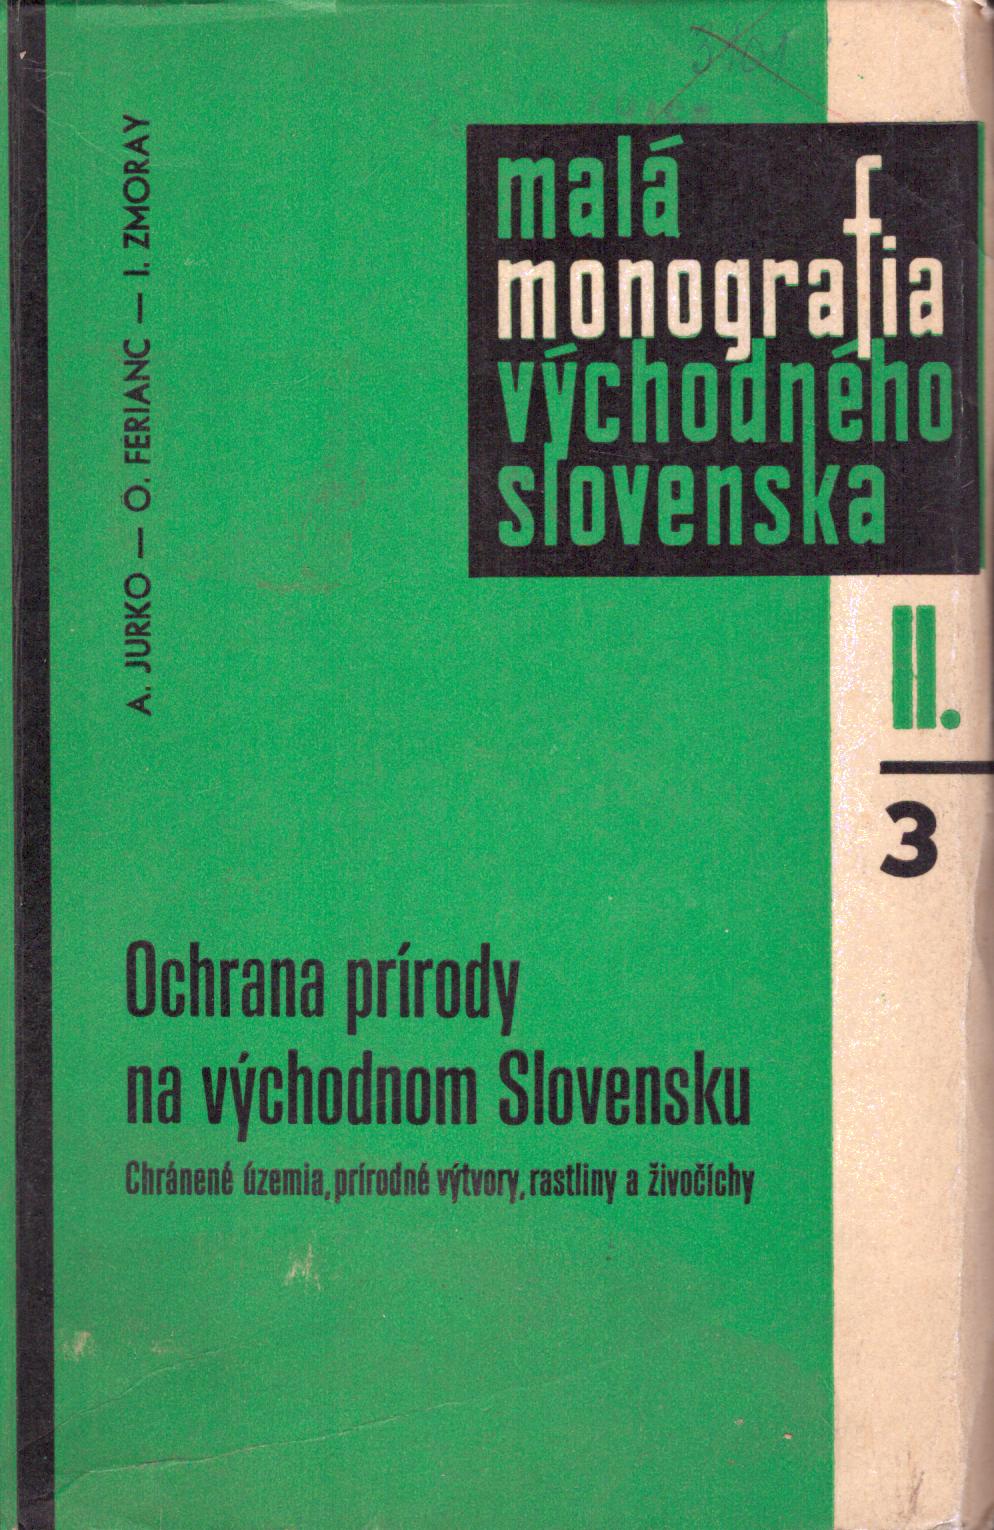 malá
monografia
východného
slovenska
II.
3
A. JURKO — O. FERIANC — I. ZMORAY
Ochrana prírody
na východnom Slovensku
Chránené územia, prírodné výtvory, rastliny a živočíchy